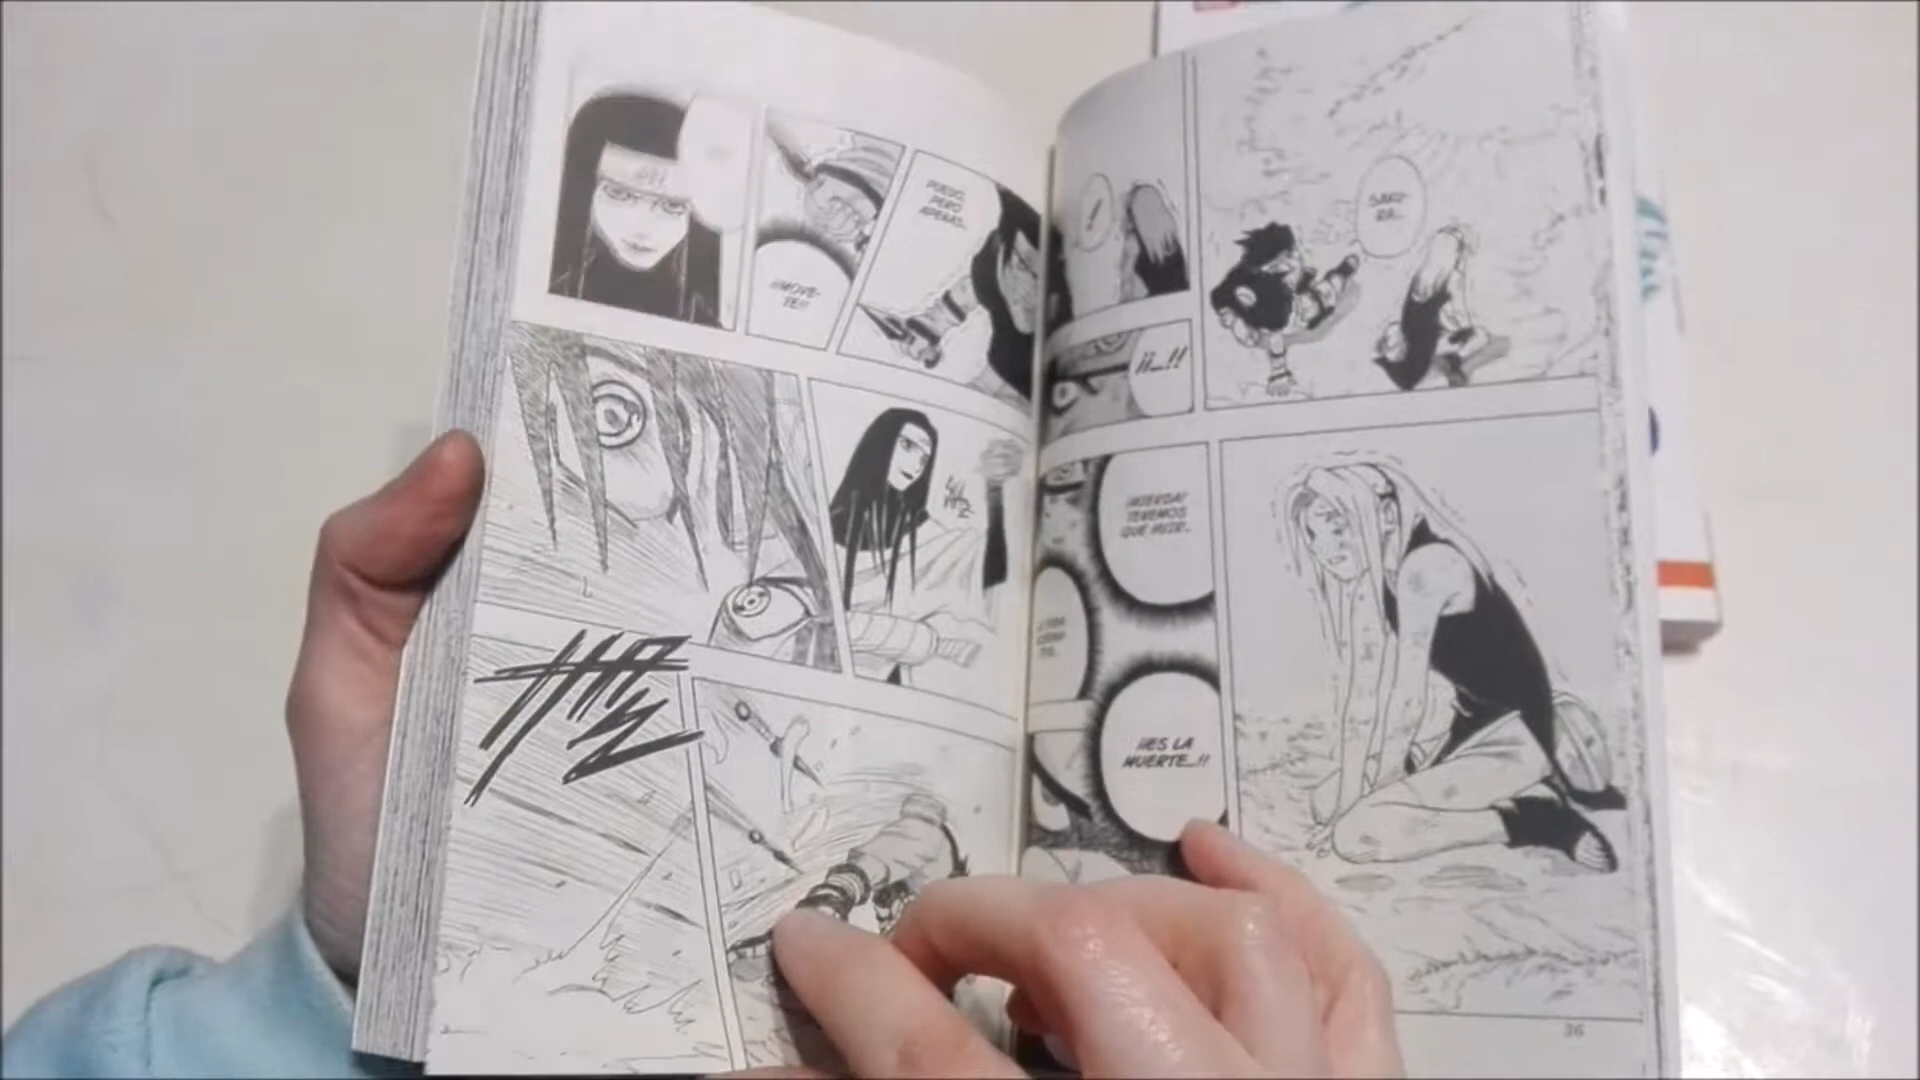 SAKU-
RA...
¡¡...!!
¡MIERDA!
TENEMOS
QUE HUIR...
¡¡ES LA
MUERTE...!!
36
PUEDO,
PERO
APENAS...
¡¡MOVE-
TE!!